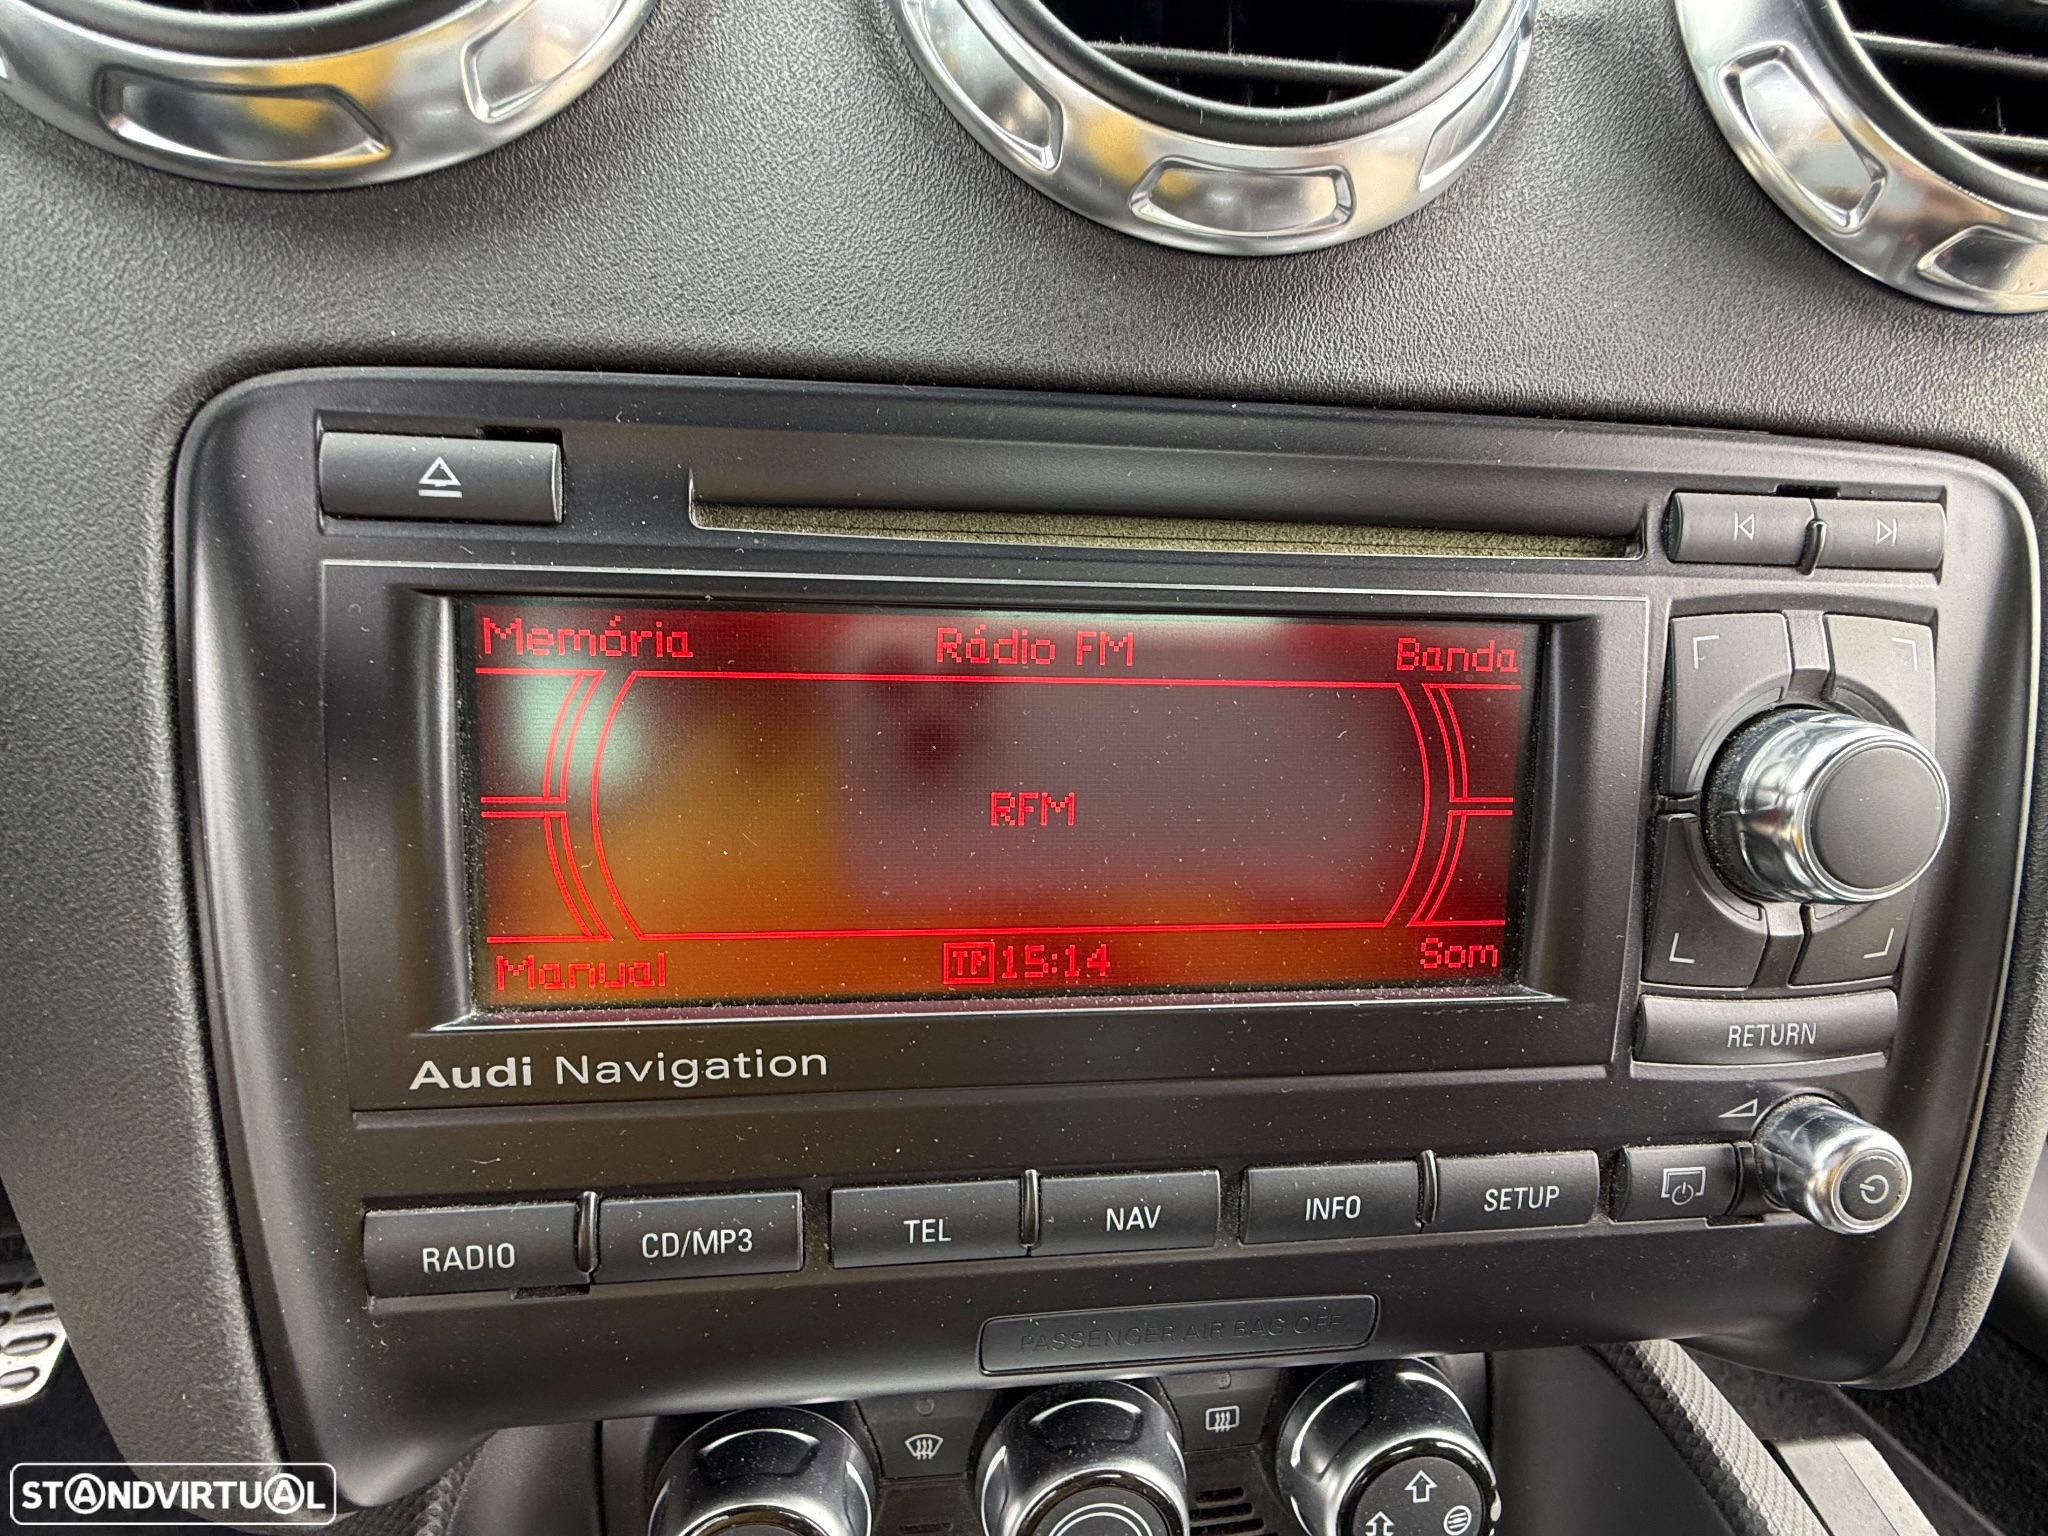 Memória Rádio FM Banda
RFM
Manual TP 15:14 Som
Audi Navigation
RETURN
RADIO CD/MP3 TEL NAV INFO SETUP
PASSENGER AIR BAG OFF
STANDVIRTUAL